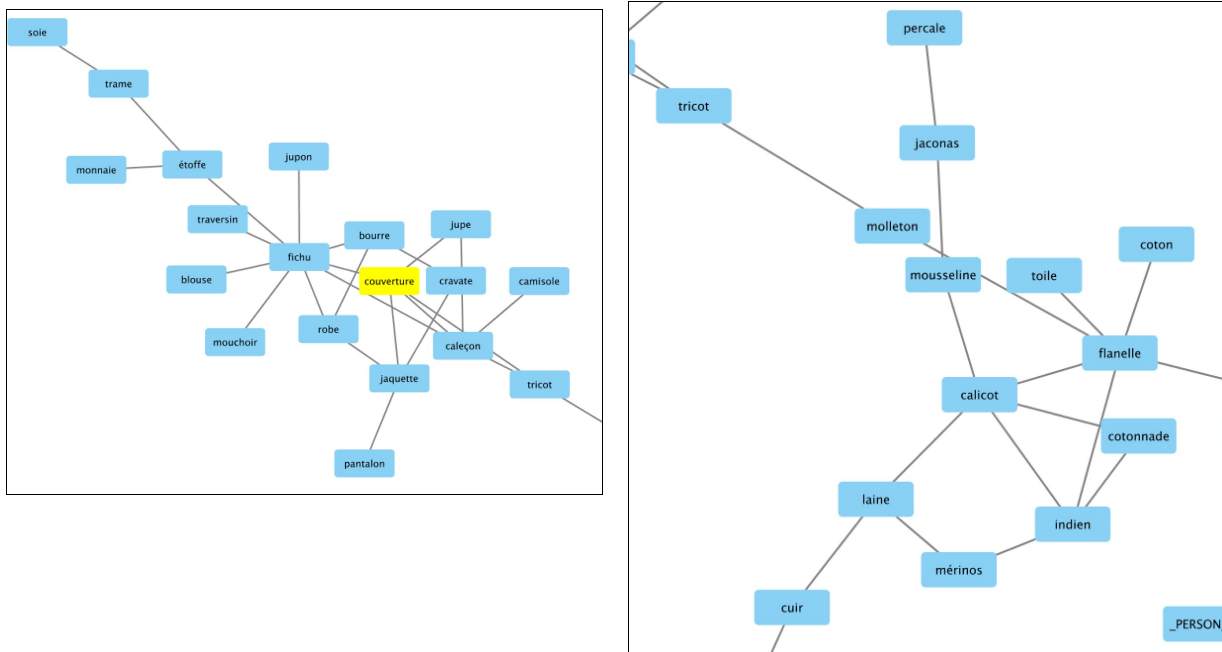 soie
trame
étoffe
monnaie
jupon
traversin
bourre
jupe
fichu
blouse
couverture
cravate
camisole
robe
mouchoir
caleçon
jaquette
tricot
pantalon
percale
tricot
jaconas
molleton
coton
mousseline
toile
flanelle
calicot
cotonnade
laine
indien
mérinos
cuir
_PERSON_